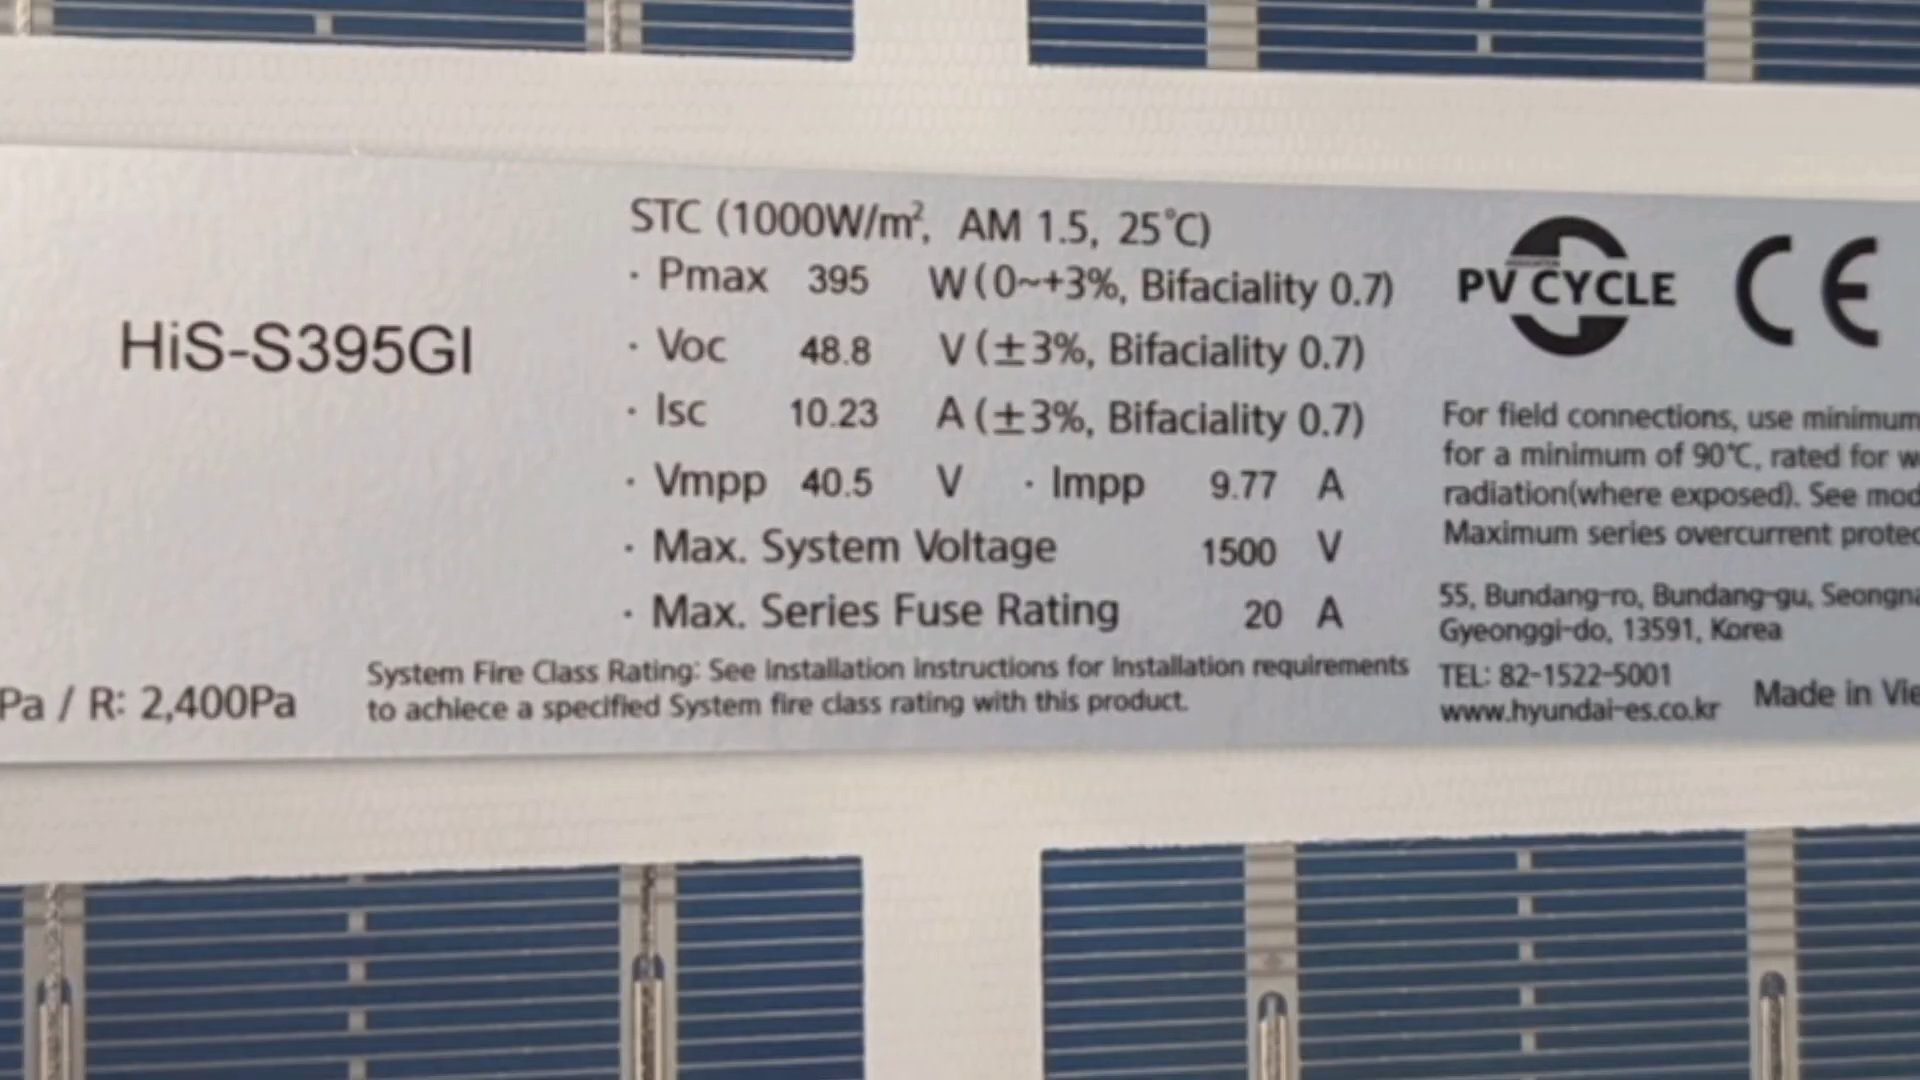 HiS-S395GI
Pa / R: 2,400Pa
STC (1000W/m², AM 1.5, 25°C)
· Pmax 395 W (0~+3%, Bifaciality 0.7)
· Voc 48.8 V (±3%, Bifaciality 0.7)
· Isc 10.23 A (±3%, Bifaciality 0.7)
· Vmpp 40.5 V · Impp 9.77 A
· Max. System Voltage 1500 V
· Max. Series Fuse Rating 20 A
System Fire Class Rating: See Installation Instructions for Installation requirements
to achiece a specified System fire class rating with this product.
PV CYCLE
CE
For field connections, use minimum
for a minimum of 90℃, rated for
radiation(where exposed). See
Maximum series overcurrent
55, Bundang-ro, Bundang-gu,
Gyeonggi-do, 13591, Korea
TEL: 82-1522-5001
www.hyundai-es.co.kr
Made in